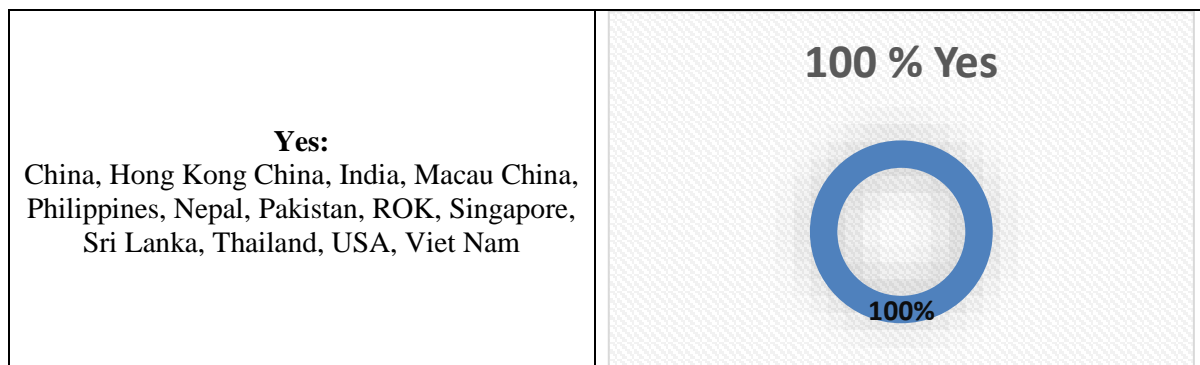 Yes:
China, Hong Kong China, India, Macau China,
Philippines, Nepal, Pakistan, ROK, Singapore,
Sri Lanka, Thailand, USA, Viet Nam
100 % Yes
100%